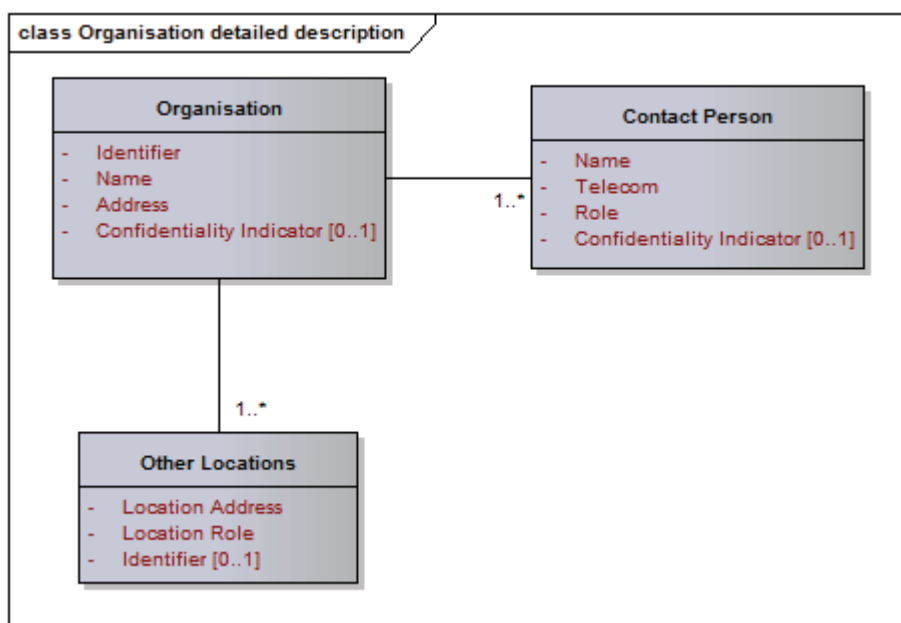 class Organisation detailed description
Organisation
- Identifier
- Name
- Address
- Confidentiality Indicator [0..1]
Contact Person
- Name
- Telecom
- Role
- Confidentiality Indicator [0..1]
1..*
1..*
Other Locations
- Location Address
- Location Role
- Identifier [0..1]